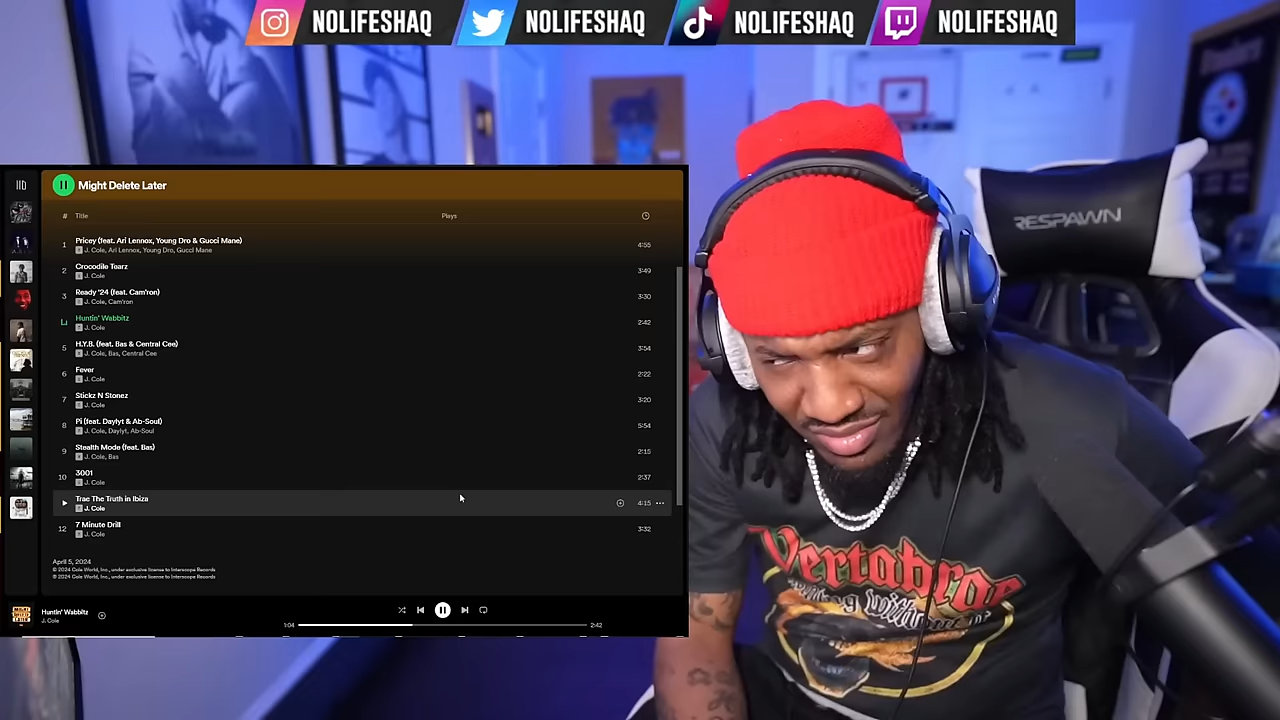 NOLIFESHAQ NOLIFESHAQ NOLIFESHAQ NOLIFESHAQ
Steelers
RESPAWN
Might Delete Later
# Title Plays
1 Pricey (feat. Ari Lennox, Young Dro & Gucci Mane) 4:55
E J. Cole, Ari Lennox, Young Dro, Gucci Mane
2 Crocodile Tearz 3:49
E J. Cole
3 Ready '24 (feat. Cam'ron) 3:30
E J. Cole, Cam'ron
Huntin' Wabbitz 2:42
E J. Cole
5 H.Y.B. (feat. Bas & Central Cee) 3:54
E J. Cole, Bas, Central Cee
6 Fever 2:22
E J. Cole
7 Stickz N Stonez 3:20
E J. Cole
8 Pi (feat. Daylyt & Ab-Soul) 5:54
E J. Cole, Daylyt, Ab-Soul
9 Stealth Mode (feat. Bas) 2:15
E J. Cole, Bas
10 3001 2:37
E J. Cole
Trae The Truth in Ibiza 4:15
E J. Cole
12 7 Minute Drill 3:32
E J. Cole
April 5, 2024
© 2024 Cole World, Inc., under exclusive license to Interscope Records
℗ 2024 Cole World, Inc., under exclusive license to Interscope Records
Huntin' Wabbitz
J. Cole
1:04 2:42
Vertabrae
without